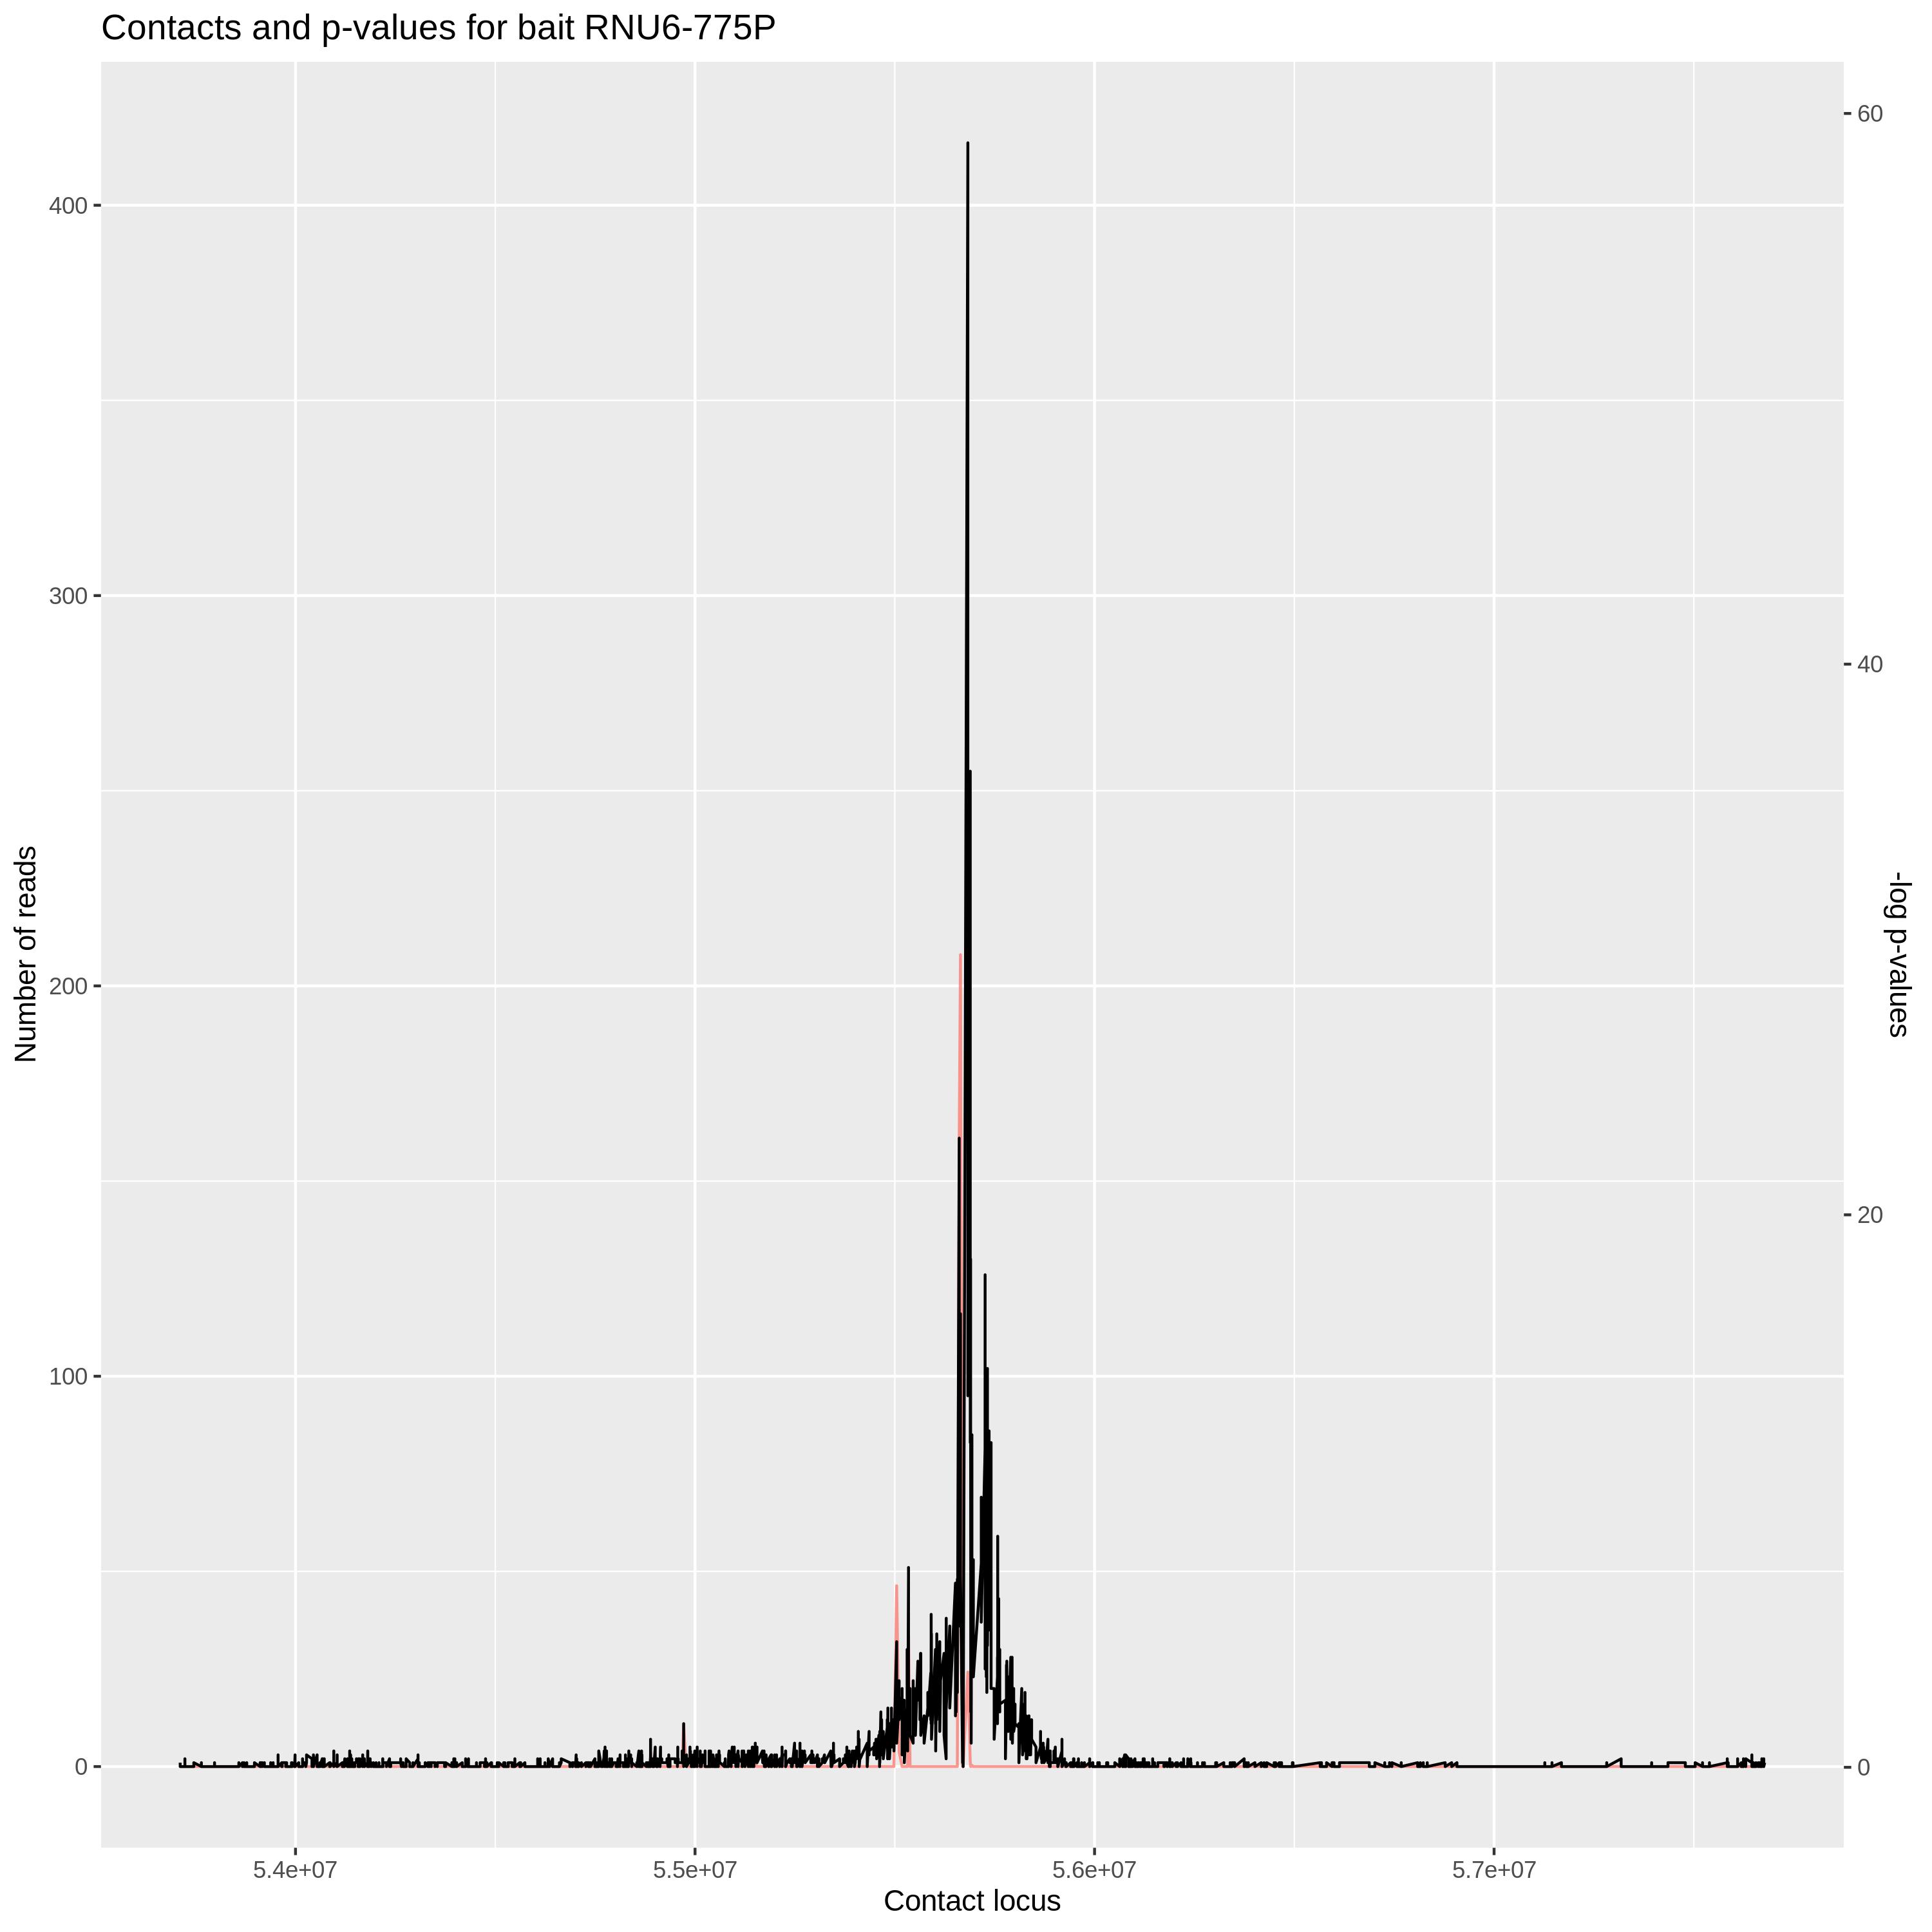 Contacts and p-values for bait RNU6-775P
Number of reads
400
300
200
100
0
60
40
20
0
-log p-values
5.4e+07
5.5e+07
5.6e+07
5.7e+07
Contact locus